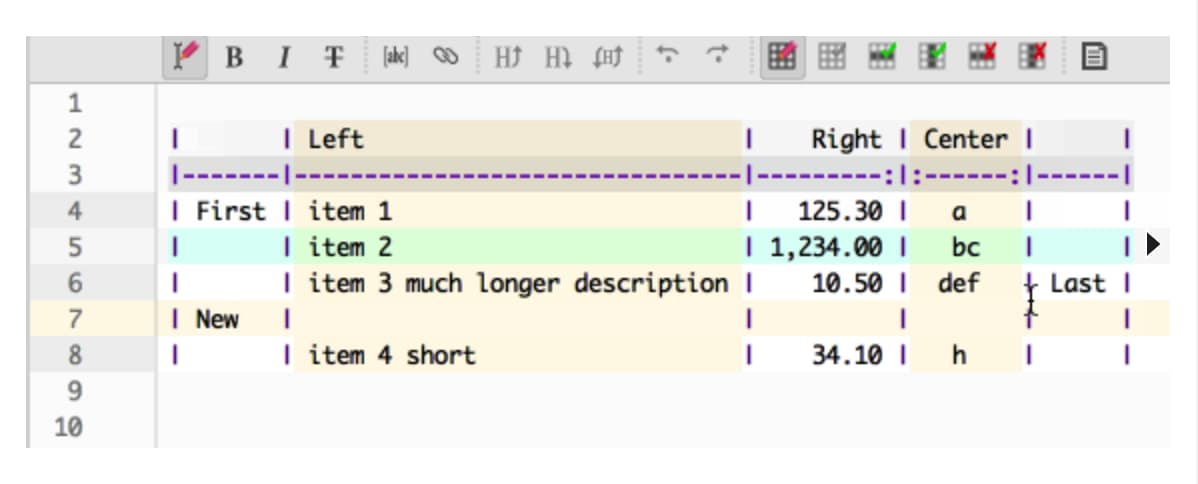 B I T [abc] H↑ H↓ (H↑
1
2 |       | Left                           |    Right | Center |      |
3 |-------|--------------------------------|---------:|:------:|------|
4 | First | item 1                         |   125.30 |   a    |      |
5 |       | item 2                         | 1,234.00 |   bc   |      |
6 |       | item 3 much longer description |    10.50 |  def   | Last |
7 | New   |                                |          |        |      |
8 |       | item 4 short                   |    34.10 |   h    |      |
9
10